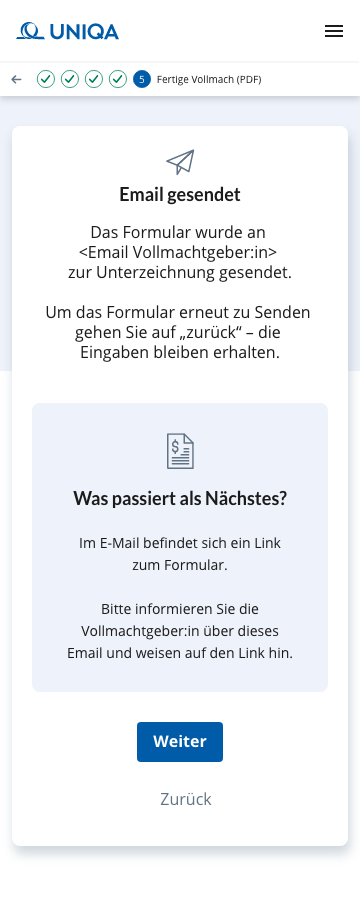 UNIQA
5 Fertige Vollmach (PDF)
Email gesendet
Das Formular wurde an
<Email Vollmachtgeber:in>
zur Unterzeichnung gesendet.
Um das Formular erneut zu Senden
gehen Sie auf „zurück“ – die
Eingaben bleiben erhalten.
$
Was passiert als Nächstes?
Im E-Mail befindet sich ein Link
zum Formular.
Bitte informieren Sie die
Vollmachtgeber:in über dieses
Email und weisen auf den Link hin.
Weiter
Zurück